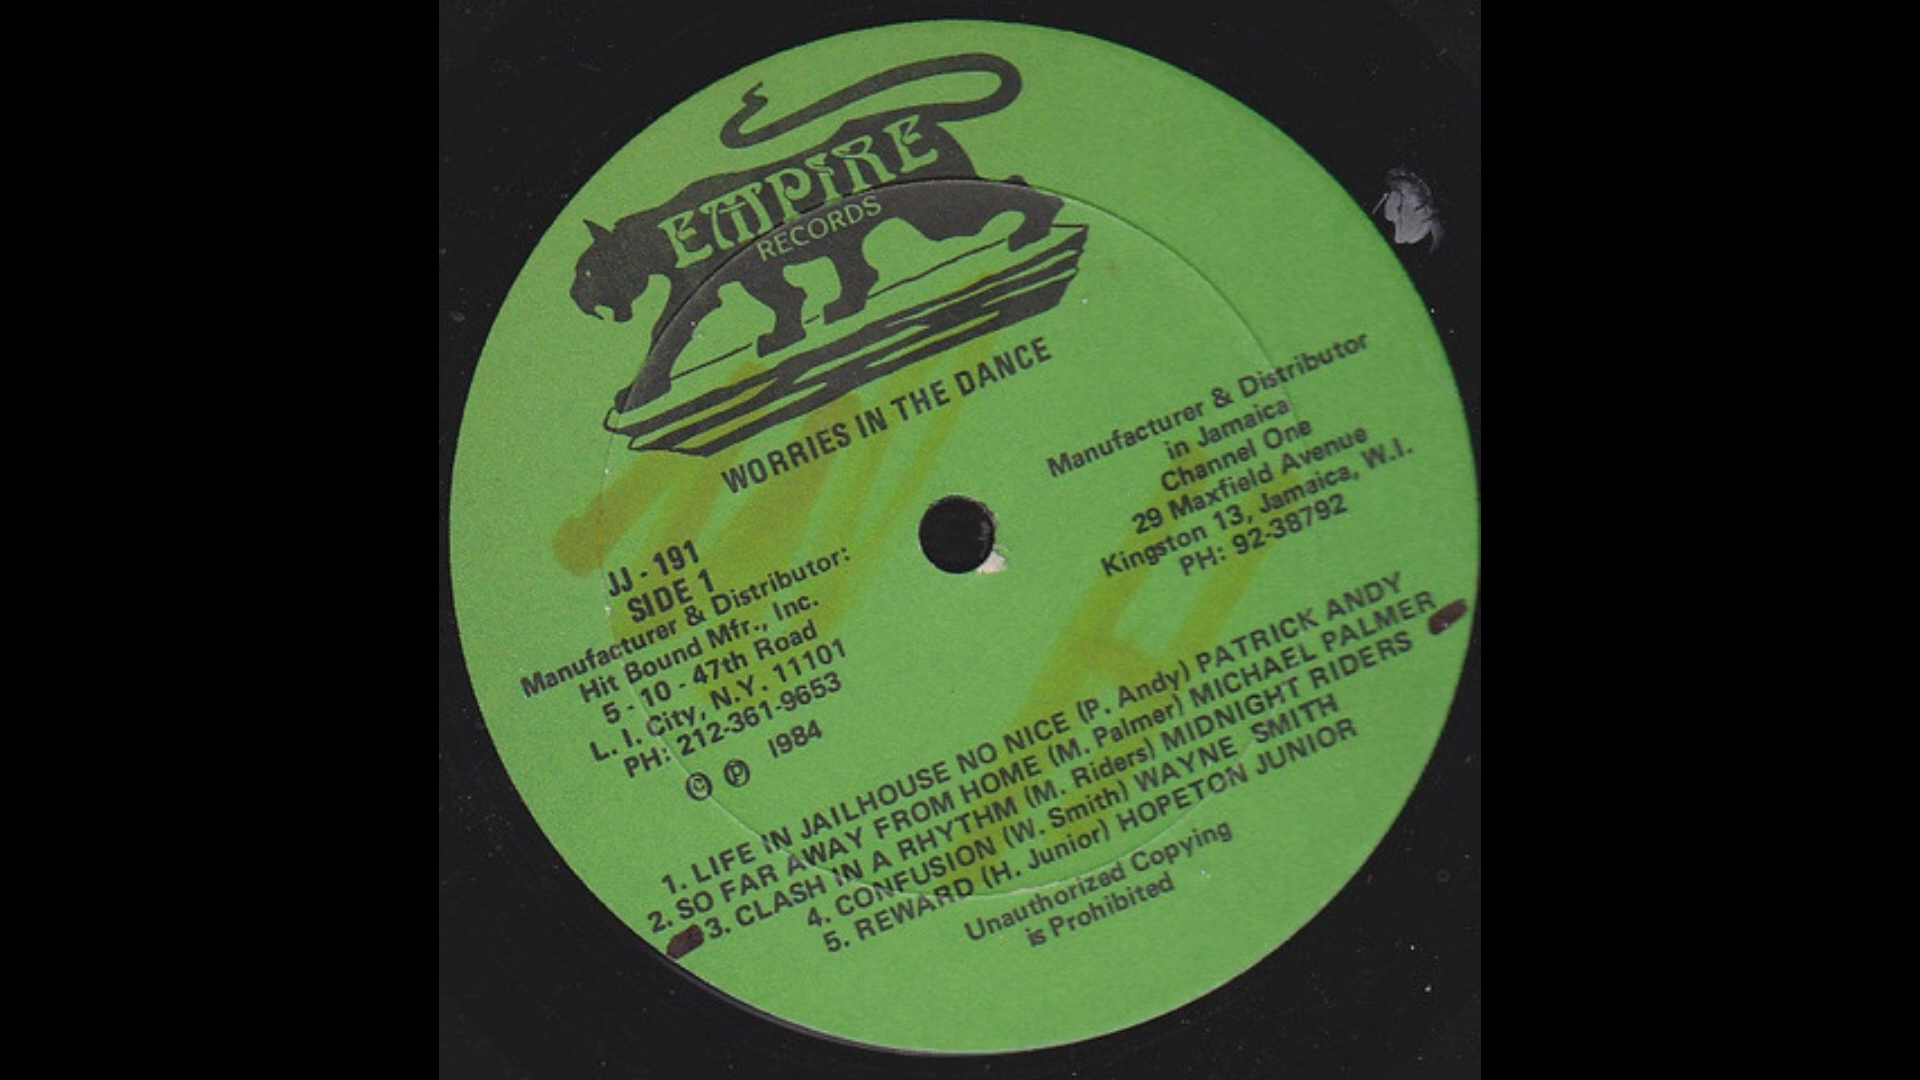 EMPIRE
RECORDS
WORRIES IN THE DANCE
Manufacturer & Distributor
in Jamaica
Channel One
29 Maxfield Avenue
Kingston 13, Jamaica, W.I.
PH: 92-38792
JJ - 191
SIDE 1
Manufacturer & Distributor:
Hit Bound Mfr., Inc.
5 - 10 - 47th Road
L. I. City, N.Y. 11101
PH: 212-361-9653
© ℗ 1984
1. LIFE IN JAILHOUSE NO NICE (P. Andy) PATRICK ANDY
2. SO FAR AWAY FROM HOME (M. Palmer) MICHAEL PALMER
3. CLASH IN A RHYTHM (M. Riders) MIDNIGHT RIDERS
4. CONFUSION (W. Smith) WAYNE SMITH
5. REWARD (H. Junior) HOPETON JUNIOR
Unauthorized Copying
is Prohibited